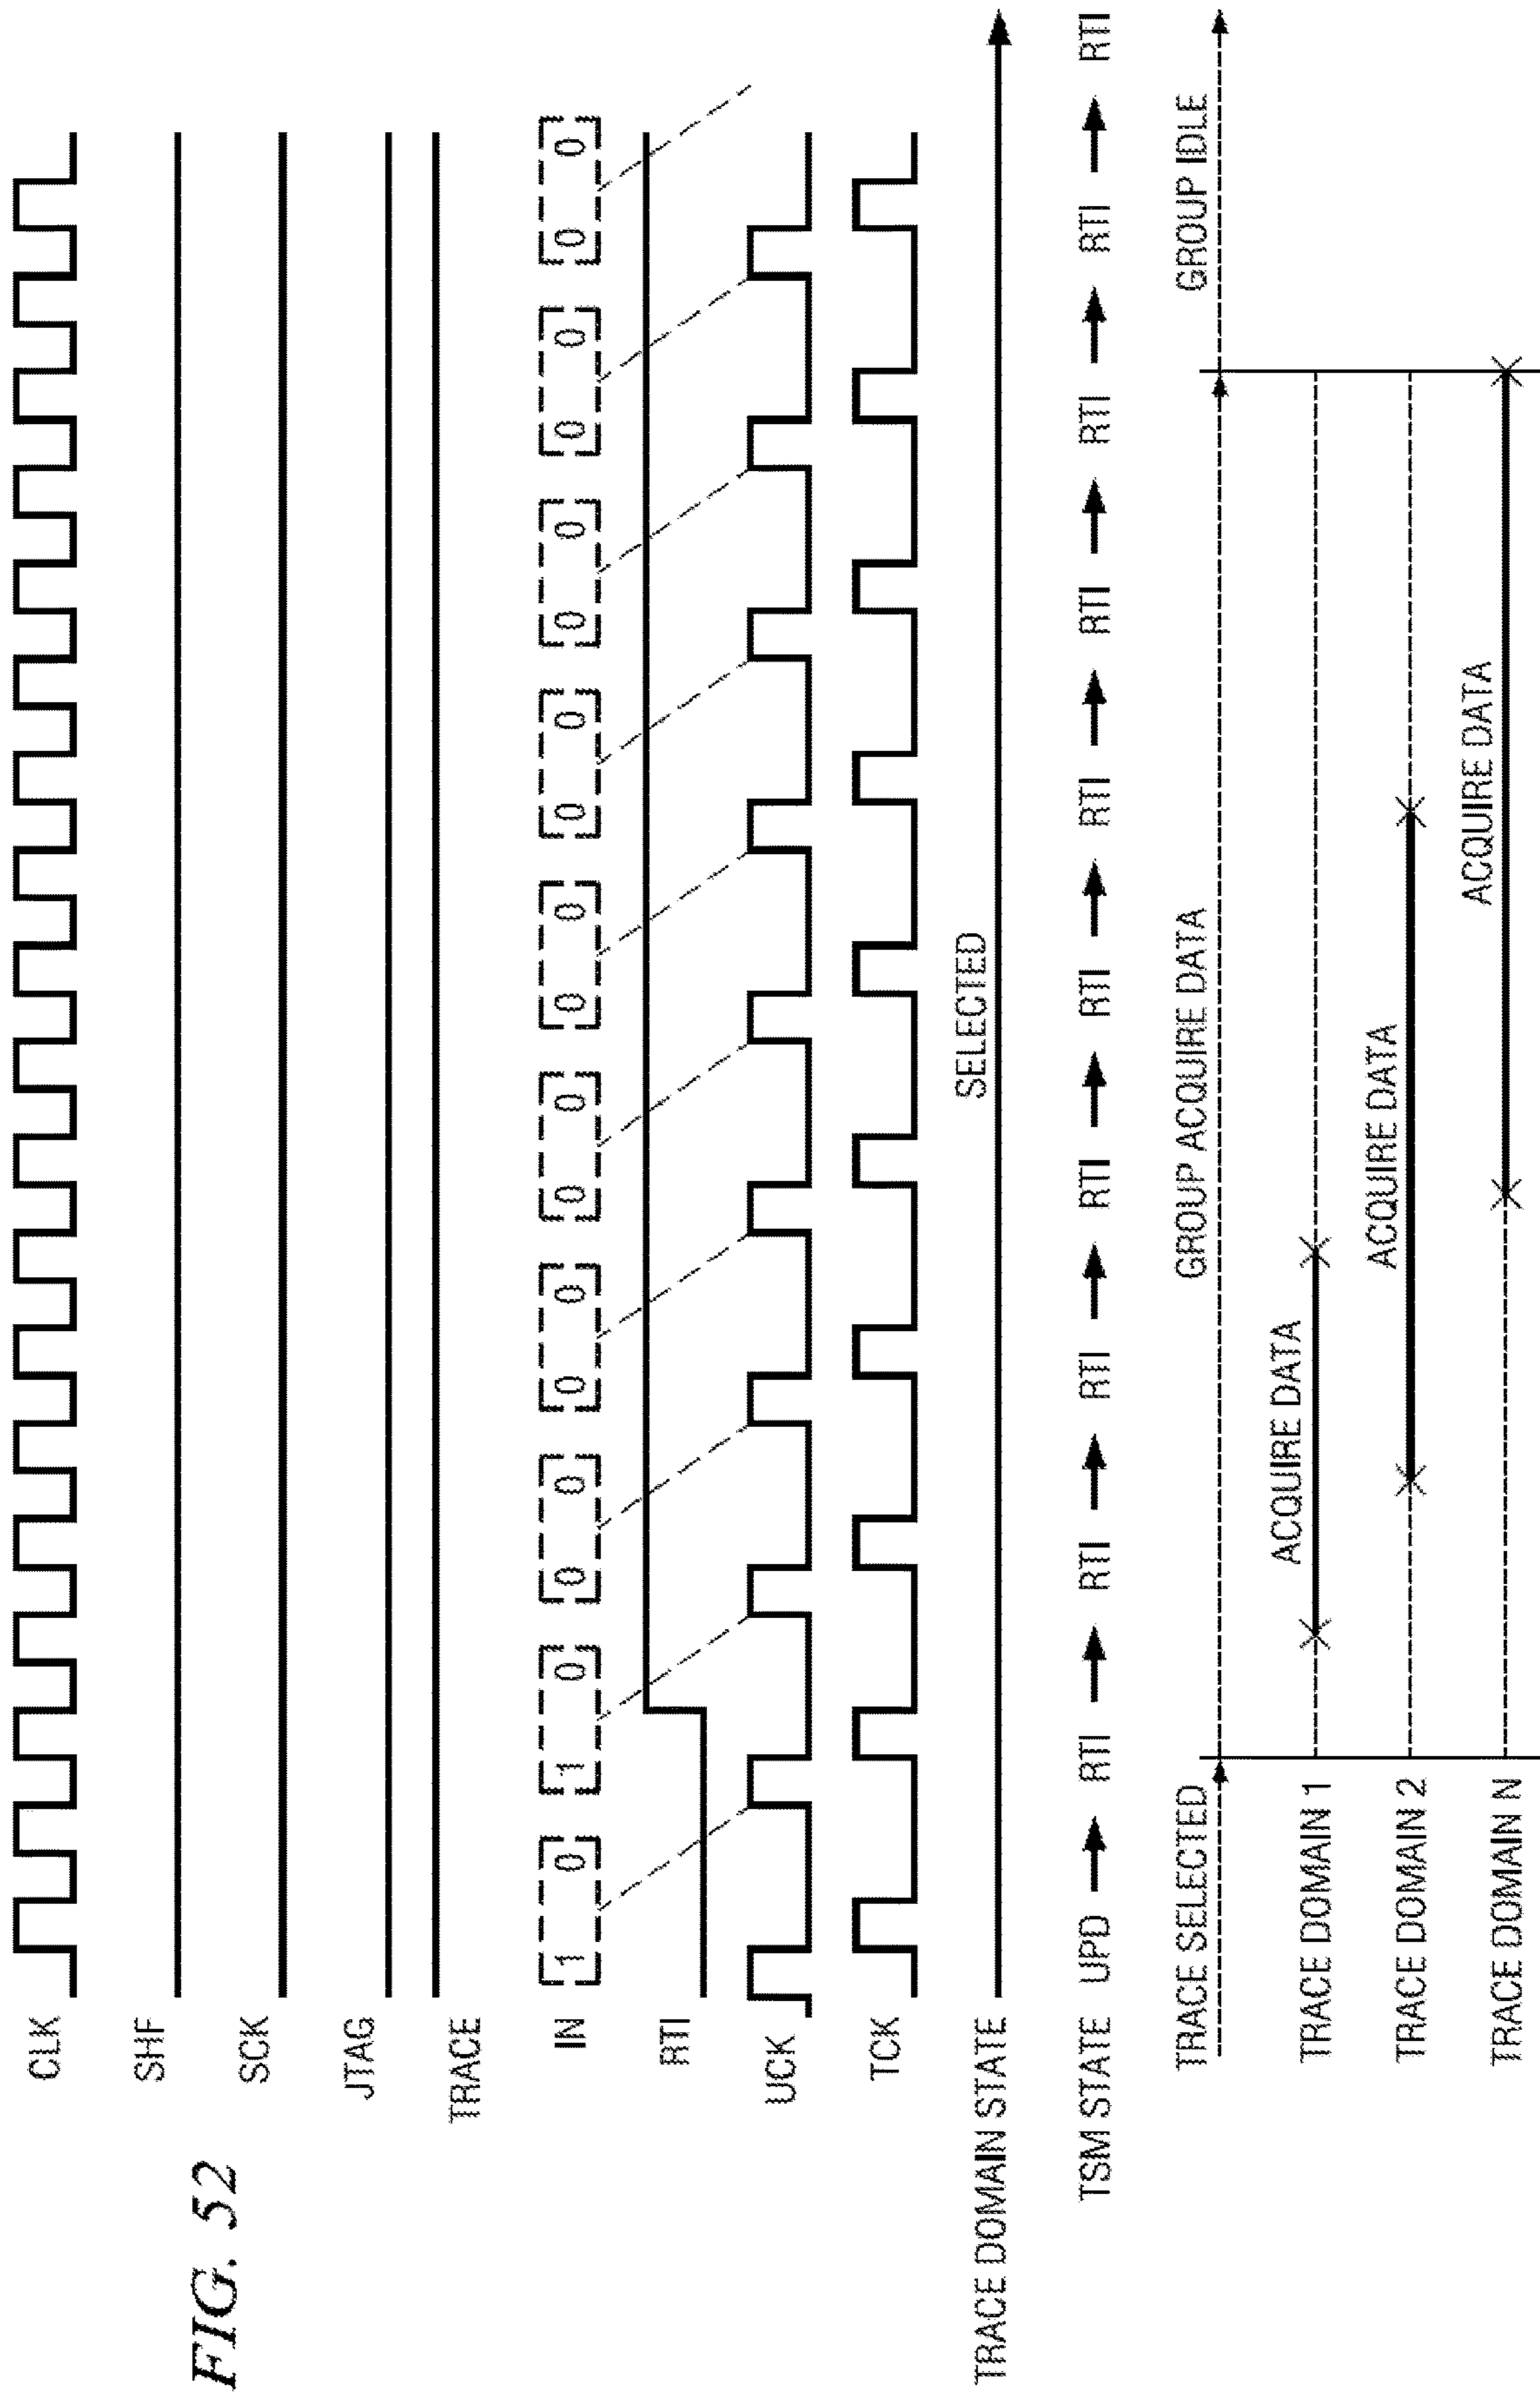 FIG. 52
CLK
SHF
SCK
JTAG
TRACE
IN 1 0 1 0 0 0 0 0 0 0 0 0 0 0 0 0 0 0 0 0
RTI
UCK
TCK
SELECTED
TRACE DOMAIN STATE
TSM STATE UPD → RTI → RTI → RTI → RTI → RTI → RTI → RTI → RTI → RTI → RTI
TRACE SELECTED GROUP ACQUIRE DATA GROUP IDLE
ACQUIRE DATA
TRACE DOMAIN 1
ACQUIRE DATA
TRACE DOMAIN 2
ACQUIRE DATA
TRACE DOMAIN N